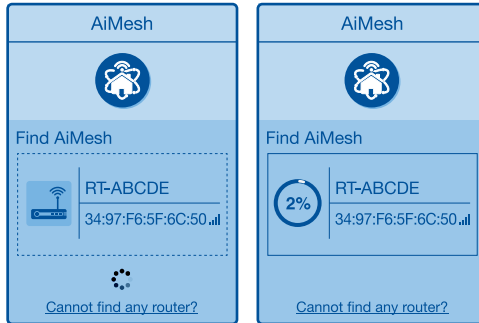 AiMesh
Find AiMesh
RT-ABCDE
34:97:F6:5F:6C:50
Cannot find any router?
AiMesh
Find AiMesh
2%
RT-ABCDE
34:97:F6:5F:6C:50
Cannot find any router?